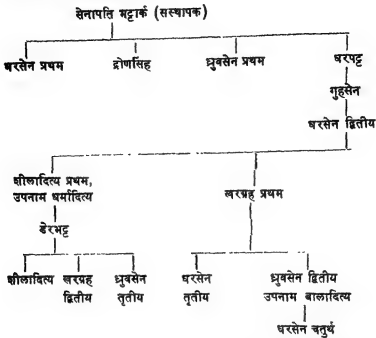 सेनापति भट्टार्क (सस्थापक)
धरसेन प्रथम द्रोणसिंह ध्रुवसेन प्रथम धरपट्ट
गुहसेन
धरसेन द्वितीय
शीलादित्य प्रथम,
उपनाम धर्मादित्य
खरग्रह प्रथम
डेरभट्ट
शीलादित्य खरग्रह ध्रुवसेन धरसेन ध्रुवसेन द्वितीय
द्वितीय तृतीय तृतीय उपनाम बालादित्य
धरसेन चतुर्थ